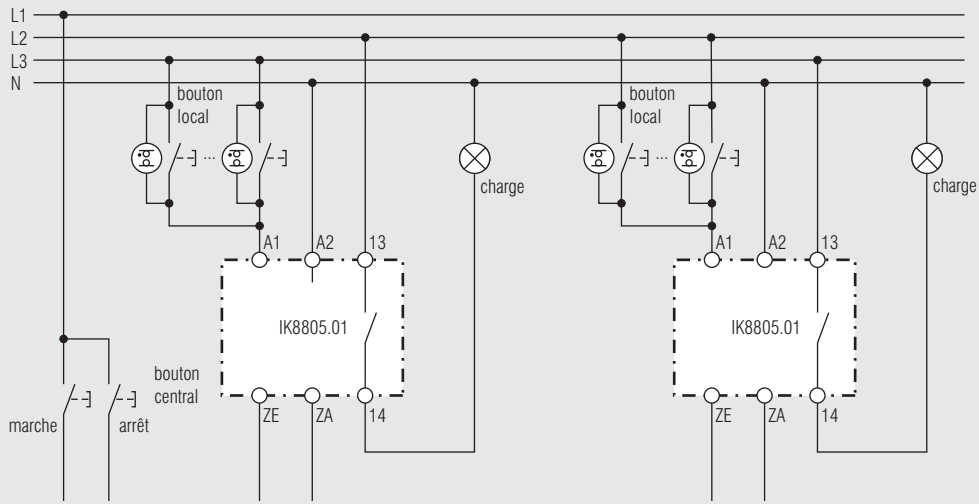 L1
L2
L3
N
bouton
local
...
charge
A1
A2
13
IK8805.01
ZE
ZA
14
bouton
central
marche
arrêt
bouton
local
...
charge
A1
A2
13
IK8805.01
ZE
ZA
14